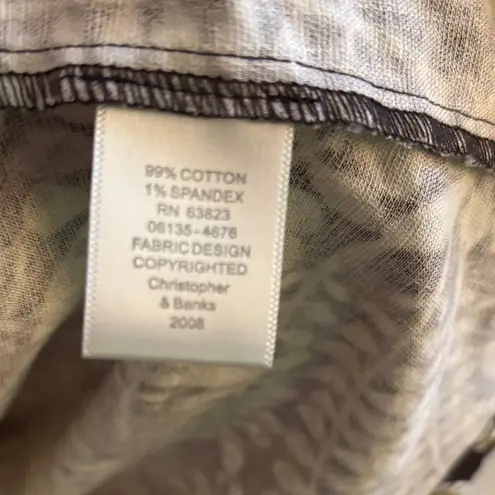 99% COTTON
1% SPANDEX
RN 63823
06135-4676
FABRIC DESIGN
COPYRIGHTED
Christopher
& Banks
2008